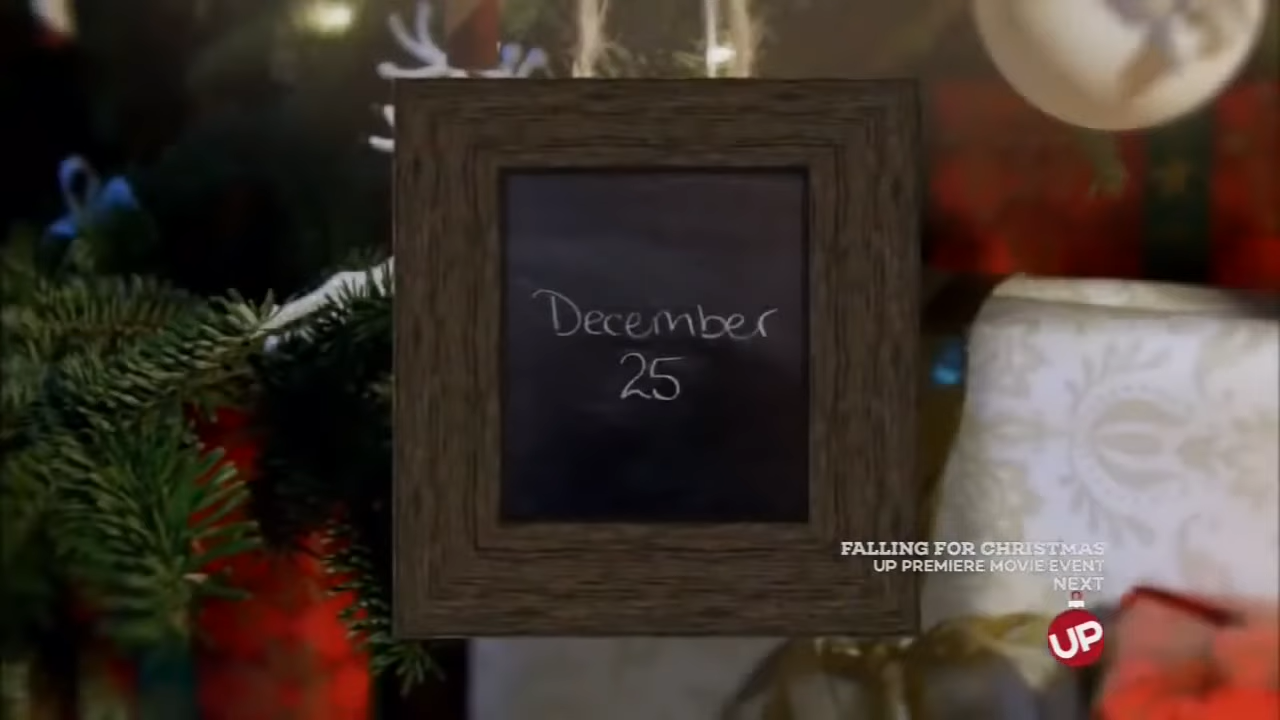 December
25
FALLING FOR CHRISTMAS
UP PREMIERE MOVIE EVENT
NEXT
UP